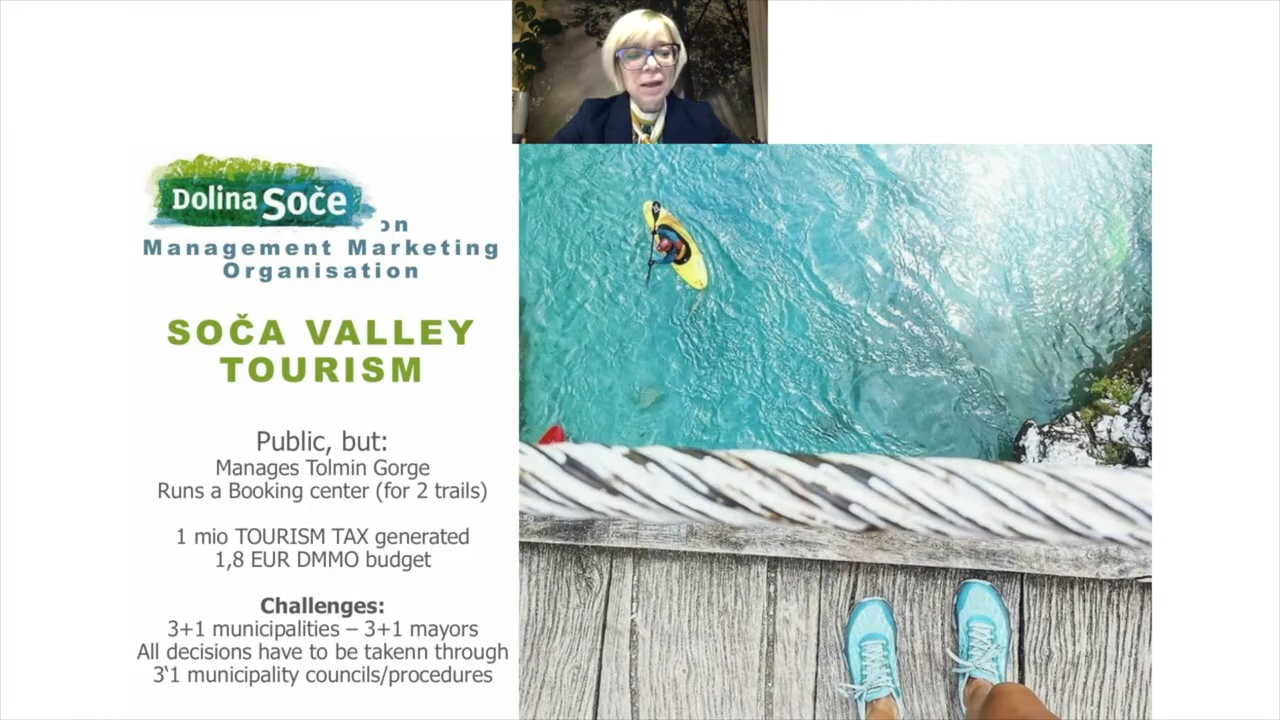 Dolina Soče
on
Management Marketing
Organisation
SOČA VALLEY
TOURISM
Public, but:
Manages Tolmin Gorge
Runs a Booking center (for 2 trails)
1 mio TOURISM TAX generated
1,8 EUR DMMO budget
Challenges:
3+1 municipalities – 3+1 mayors
All decisions have to be takenn through
3‘1 municipality councils/procedures